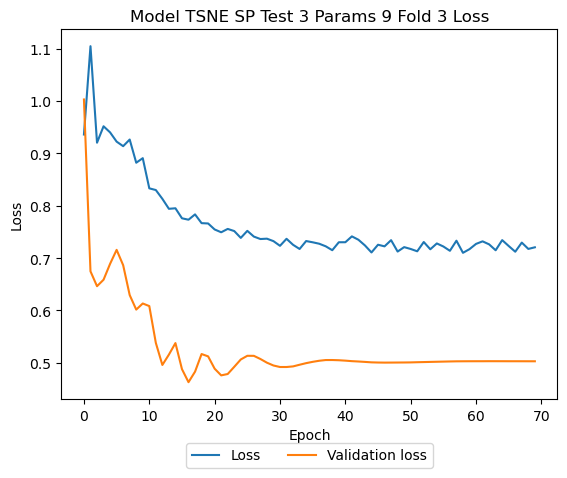 Model TSNE SP Test 3 Params 9 Fold 3 Loss
1.1
1.0
0.9
0.8
0.7
0.6
0.5
Loss
0 10 20 30 40 50 60 70
Epoch
Loss Validation loss